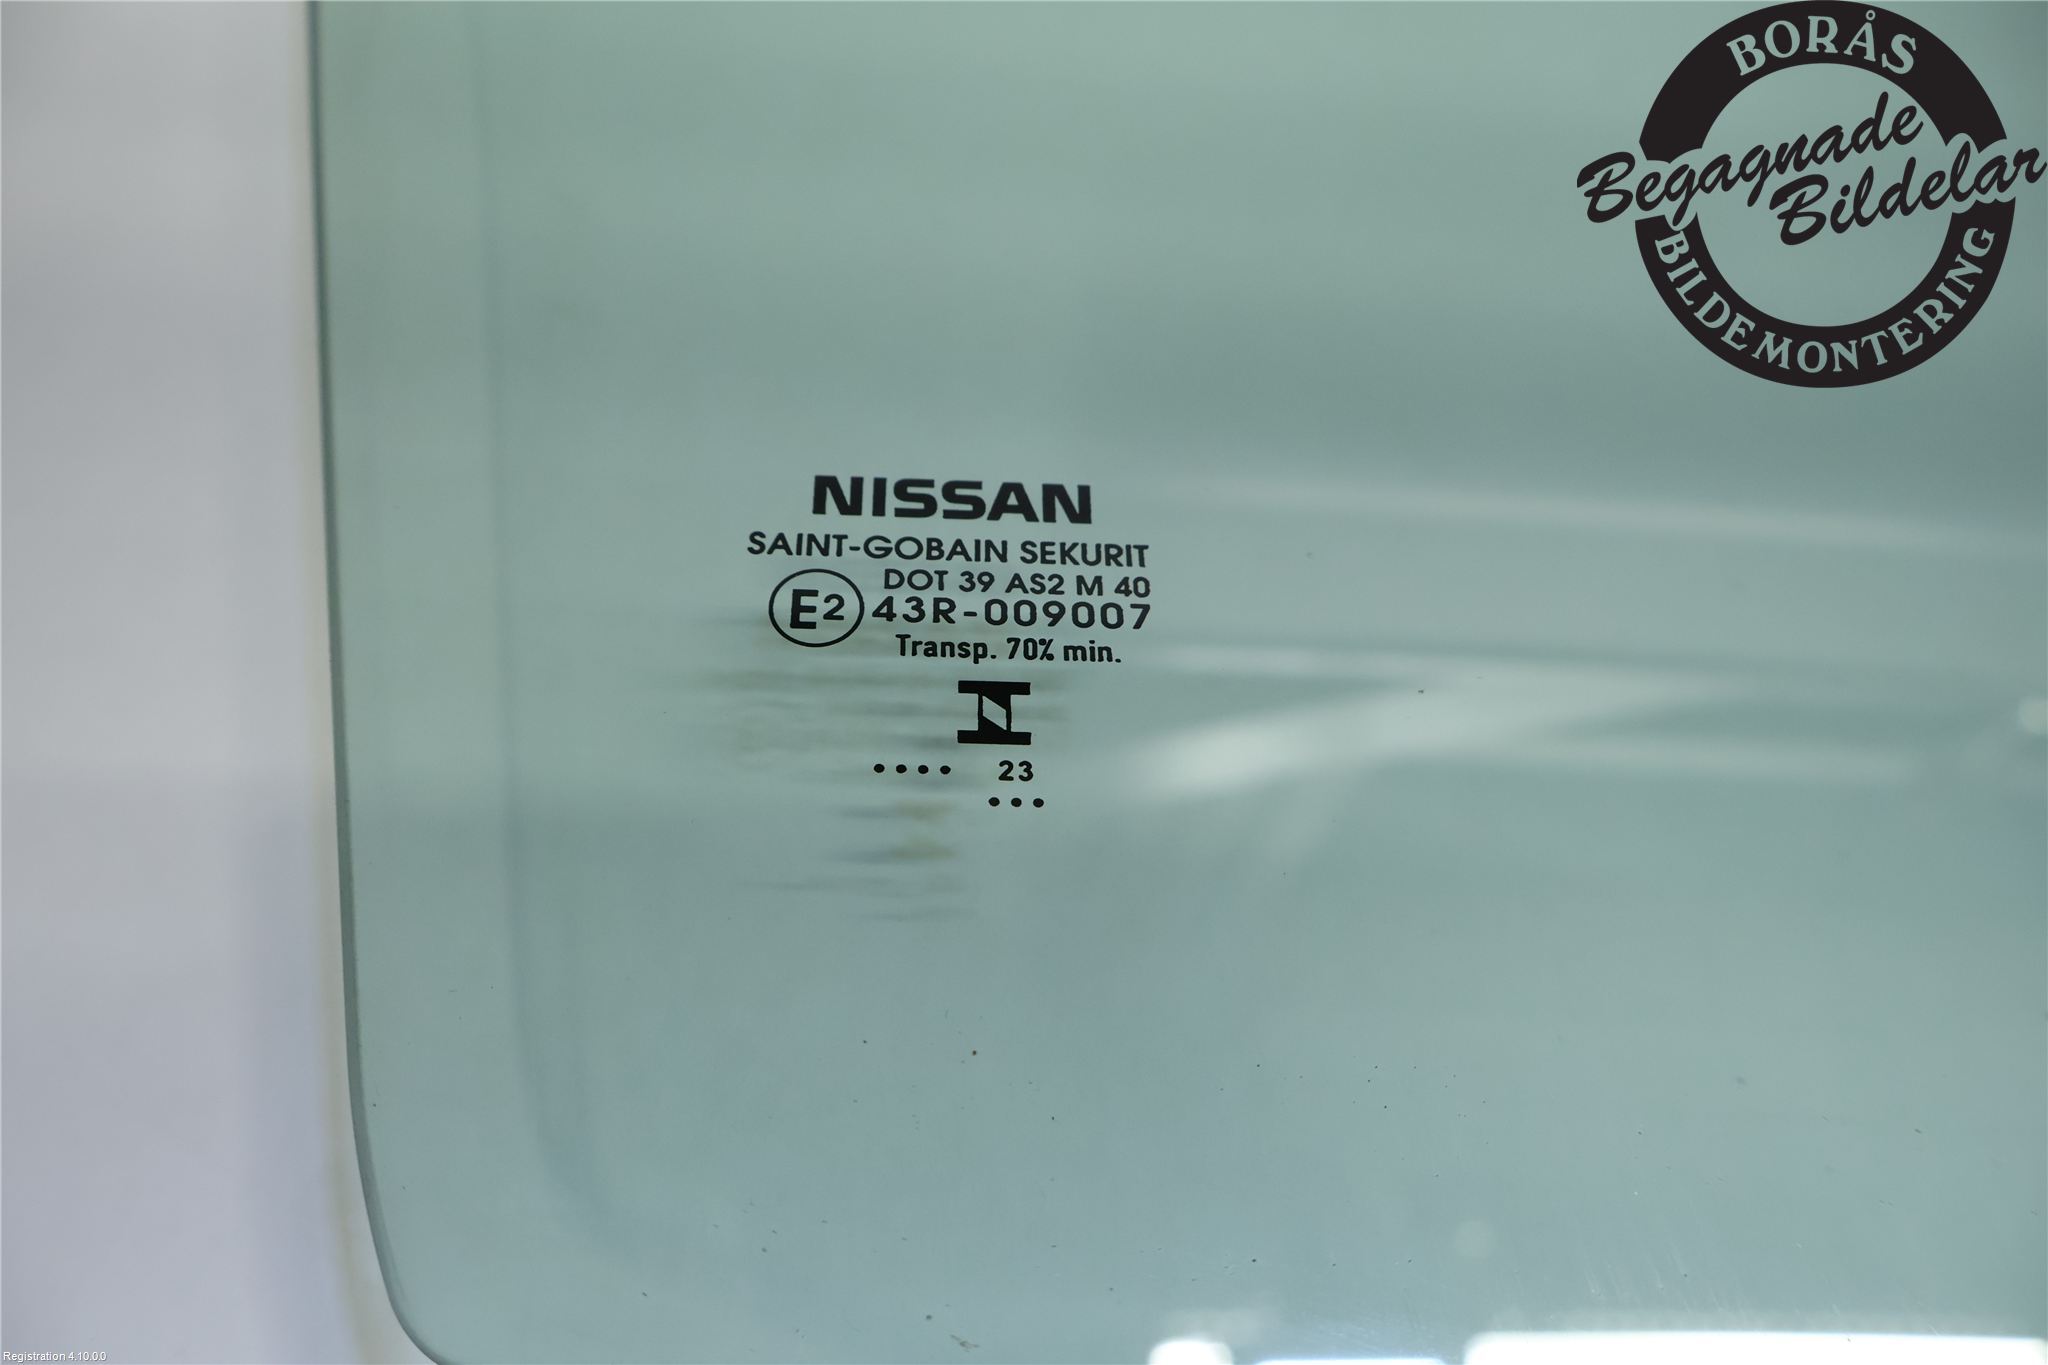 BORÅS
Begagnade
Bildelar
BILDEMONTERING
NISSAN
SAINT-GOBAIN SEKURIT
DOT 39 AS2 M 40
E2 43R-009007
Transp. 70% min.
.... 23
...
Registration 4.10.0.0